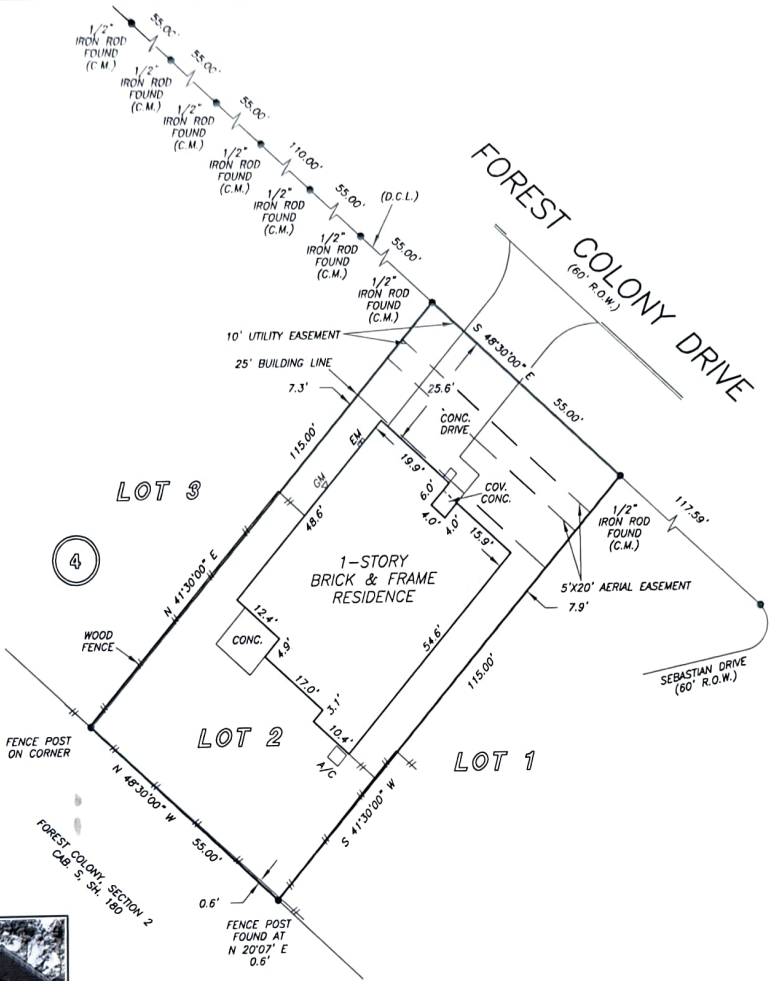 55.00'
1/2"
IRON ROD
FOUND
(C.M.)
55.00'
1/2"
IRON ROD
FOUND
(C.M.)
55.00'
1/2"
IRON ROD
FOUND
(C.M.)
110.00'
1/2"
IRON ROD
FOUND
(C.M.)
55.00'
1/2"
IRON ROD
FOUND
(C.M.)
(D.C.L.)
55.00'
1/2"
IRON ROD
FOUND
(C.M.)
1/2"
IRON ROD
FOUND
(C.M.)
FOREST COLONY DRIVE
(60' R.O.W.)
10' UTILITY EASEMENT
S 48°30'00" E
55.00'
25' BUILDING LINE
7.3'
25.6'
CONC.
DRIVE
115.00'
EM
19.9'
GM
6.0'
COV.
CONC.
4.0'
4.0'
15.9'
LOT 3
48.6'
1/2"
IRON ROD
FOUND
(C.M.)
117.59'
4
N 41°30'00" E
1-STORY
BRICK & FRAME
RESIDENCE
5'X20' AERIAL EASEMENT
7.9'
12.4'
CONC.
4.9'
WOOD
FENCE
54.6'
115.00'
SEBASTIAN DRIVE
(60' R.O.W.)
17.0'
3.1'
10.4'
LOT 2
A/C
LOT 1
FENCE POST
ON CORNER
N 48°30'00" W
55.00'
S 41°30'00" W
FOREST COLONY, SECTION 2
CAB. S, SH. 180
0.6'
FENCE POST
FOUND AT
N 20°07' E
0.6'